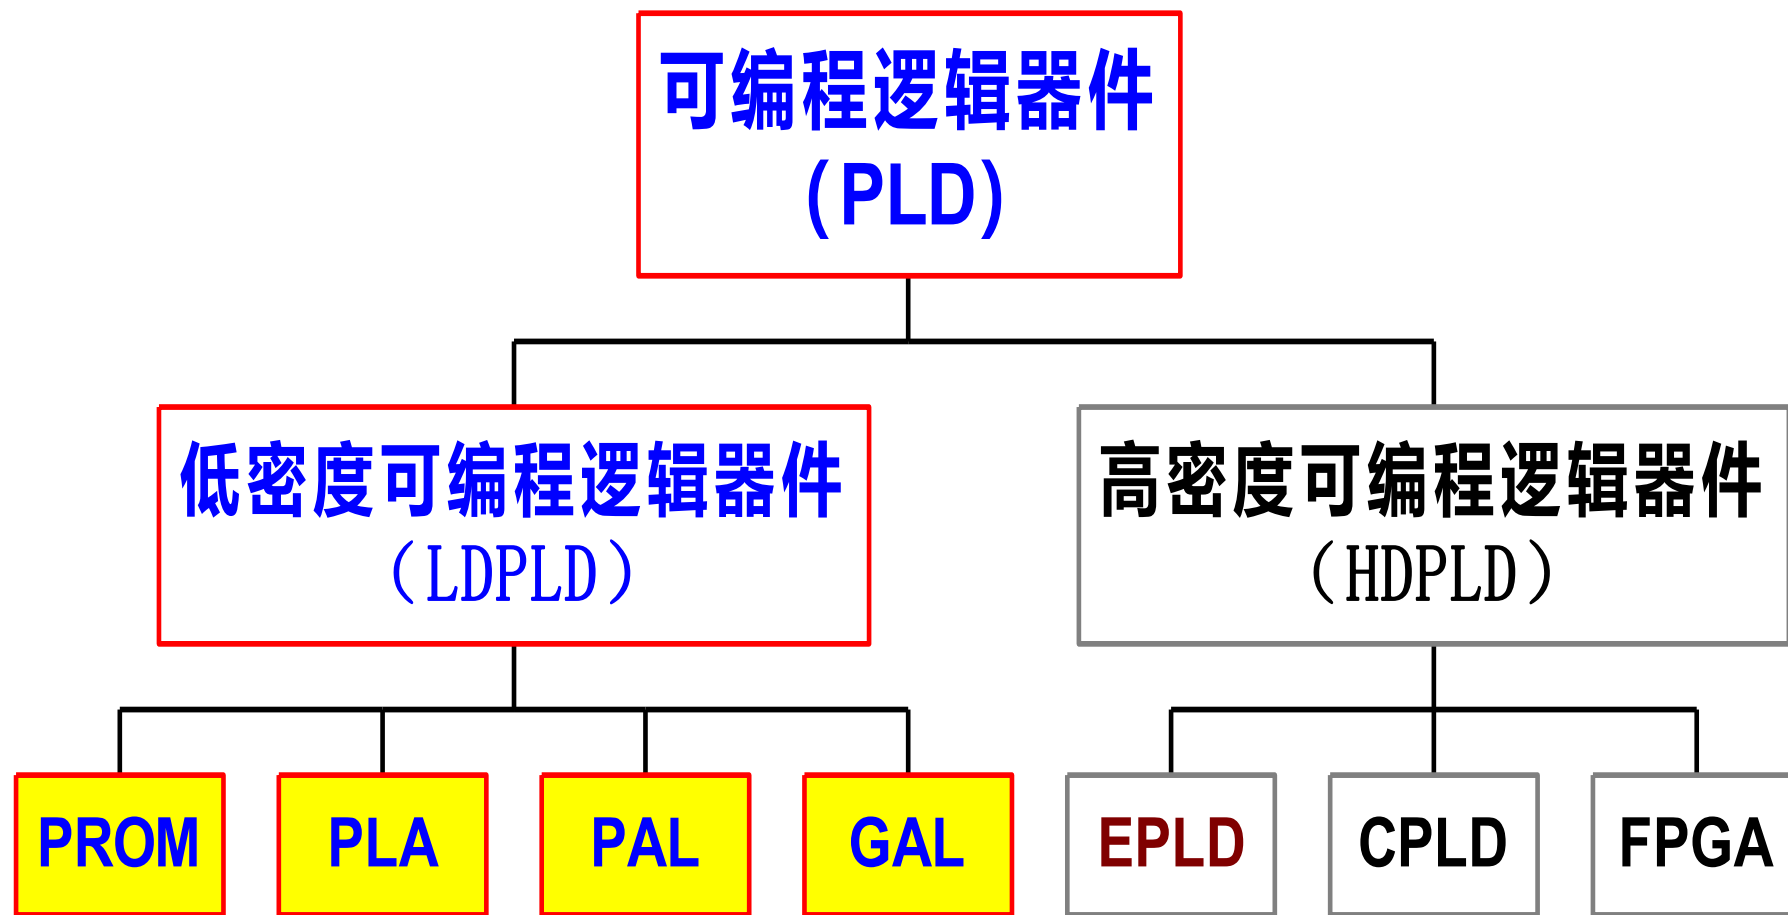 可编程逻辑器件
(PLD)
低密度可编程逻辑器件
（LDPLD）
高密度可编程逻辑器件
（HDPLD）
PROM
PLA
PAL
GAL
EPLD
CPLD
FPGA